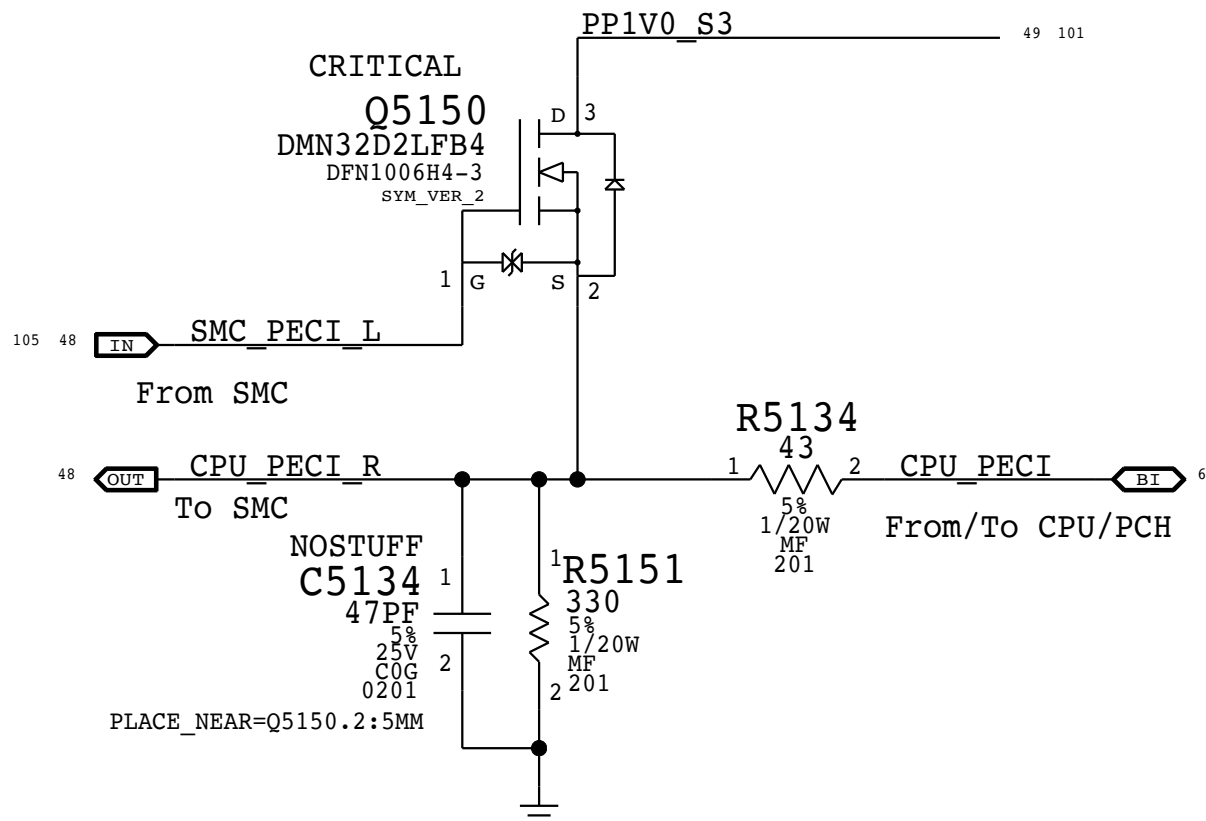 PP1V0_S3
49 101
CRITICAL
Q5150
DMN32D2LFB4
DFN1006H4-3
SYM_VER_2
D 3
1 G S 2
105 48 IN SMC_PECI_L
From SMC
48 OUT CPU_PECI_R
To SMC
R5134
43
1 2
5%
1/20W
MF
201
CPU_PECI BI 6
From/To CPU/PCH
NOSTUFF
C5134
47PF
5%
25V
C0G
0201
1
2
PLACE_NEAR=Q5150.2:5MM
1 R5151
330
5%
1/20W
MF
201
2